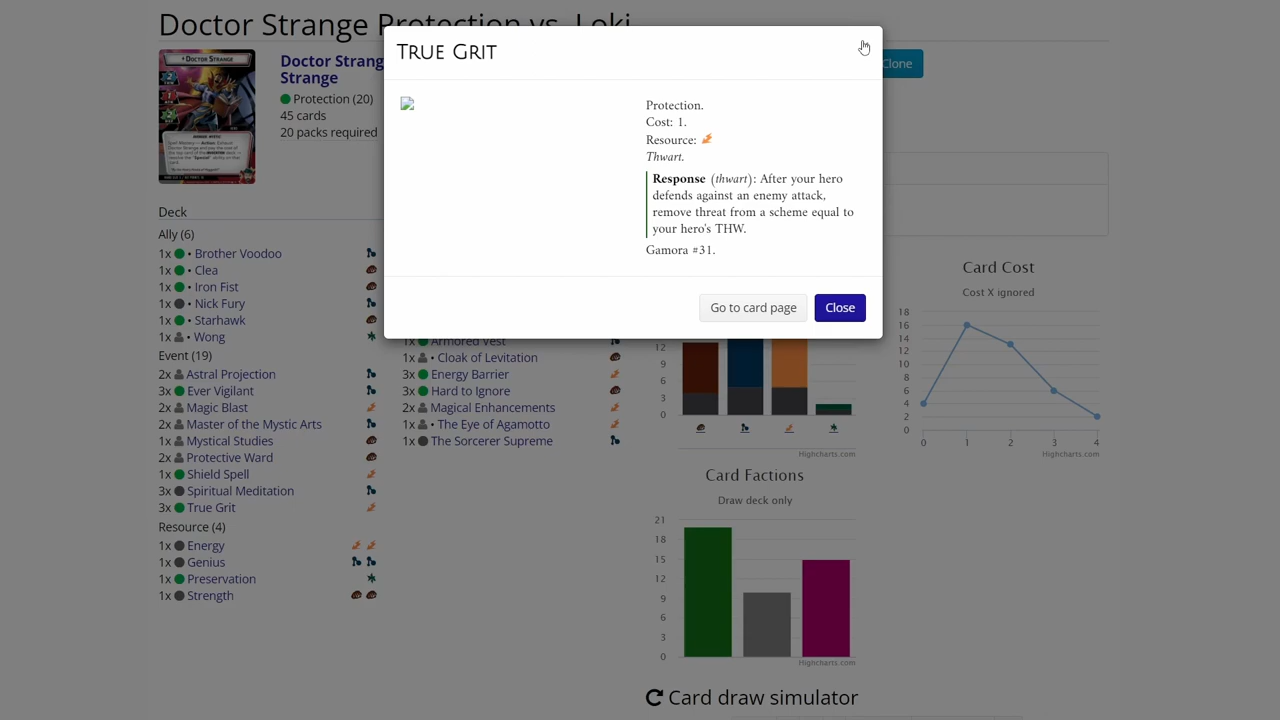 Doctor Strange Protection vs. Loki
TRUE GRIT
Clone
Doctor Strang
Strange
Protection (20)
45 cards
20 packs required
DOCTOR STRANGE
Protection.
Cost: 1.
Resource:
Thwart.
Response (thwart): After your hero
defends against an enemy attack,
remove threat from a scheme equal to
your hero's THW.
Gamora #31.
Go to card page
Close
Deck
Ally (6)
1x • Brother Voodoo
1x • Clea
1x • Iron Fist
1x • Nick Fury
1x • Starhawk
1x • Wong
Event (19)
2x Astral Projection
3x Ever Vigilant
2x Magic Blast
2x Master of the Mystic Arts
1x Mystical Studies
2x Protective Ward
1x Shield Spell
3x Spiritual Meditation
3x True Grit
Resource (4)
1x Energy
1x Genius
1x Preservation
1x Strength
1x Armored Vest
1x • Cloak of Levitation
3x Energy Barrier
3x Hard to Ignore
2x Magical Enhancements
1x • The Eye of Agamotto
1x The Sorcerer Supreme
12
9
6
3
0
Highcharts.com
Card Cost
Cost X ignored
18
16
14
12
10
8
6
4
2
0
0 1 2 3 4
Highcharts.com
Card Factions
Draw deck only
21
18
15
12
9
6
3
0
Highcharts.com
Card draw simulator